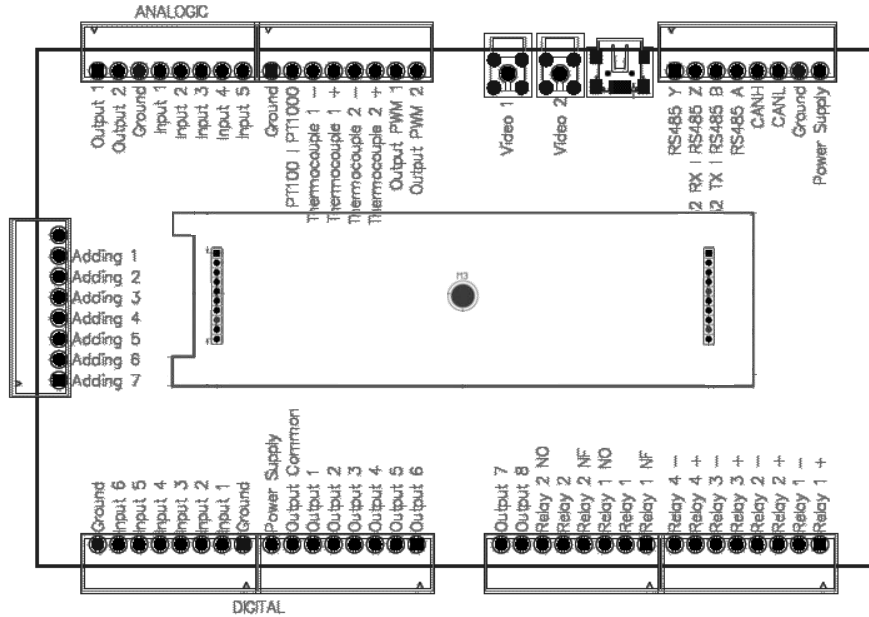 ANALOGIC
Output 1
Output 2
Ground
Input 1
Input 2
Input 3
Input 4
Input 5
Ground
PT100 | PT1000
Thermocouple 1 -
Thermocouple 1 +
Thermocouple 2 -
Thermocouple 2 +
Output PWM 1
Output PWM 2
Video 1
Video 2
RS485 Y
RX | RS485 Z
TX | RS485 B
RS485 A
CANH
CANL
Ground
Power Supply
Adding 1
Adding 2
Adding 3
Adding 4
Adding 5
Adding 6
Adding 7
M3
Ground
Input 6
Input 5
Input 4
Input 3
Input 2
Input 1
Ground
Power Supply
Output Common
Output 1
Output 2
Output 3
Output 4
Output 5
Output 6
Output 7
Output 8
Relay 2 NO
Relay 2
Relay 2 NF
Relay 1 NO
Relay 1
Relay 1 NF
Relay 4 -
Relay 4 +
Relay 3 -
Relay 3 +
Relay 2 -
Relay 2 +
Relay 1 -
Relay 1 +
DIGITAL